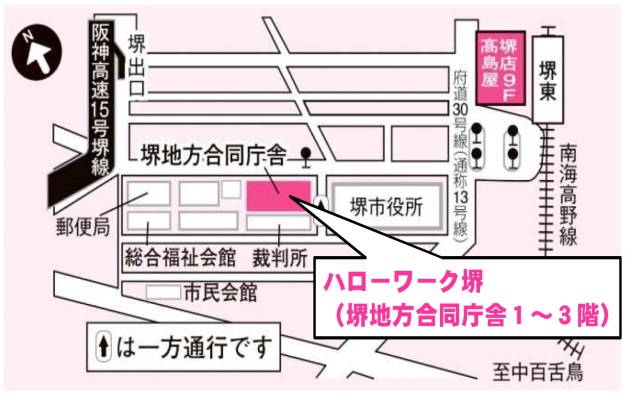 N
阪神高速15号堺線
堺出口
堺店9F
髙島屋
堺東
府道30号線(通称13号線)
南海高野線
堺地方合同庁舎
郵便局
堺市役所
総合福祉会館
裁判所
市民会館
ハローワーク堺
(堺地方合同庁舎1~3階)
は一方通行です
至中百舌鳥